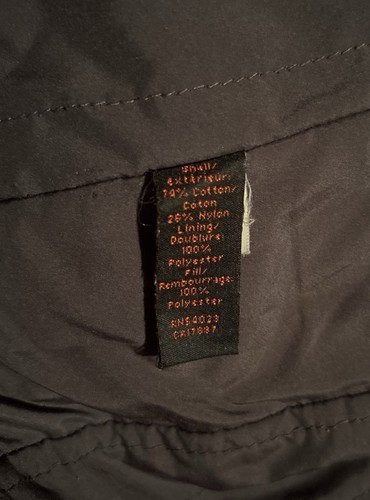 Shell/
extérieur:
74% Cotton/
Coton
26% Nylon
Lining/
Doublure:
100%
Polyester
Fill/
Rembourrage:
100%
Polyester
RN54023
CA17897